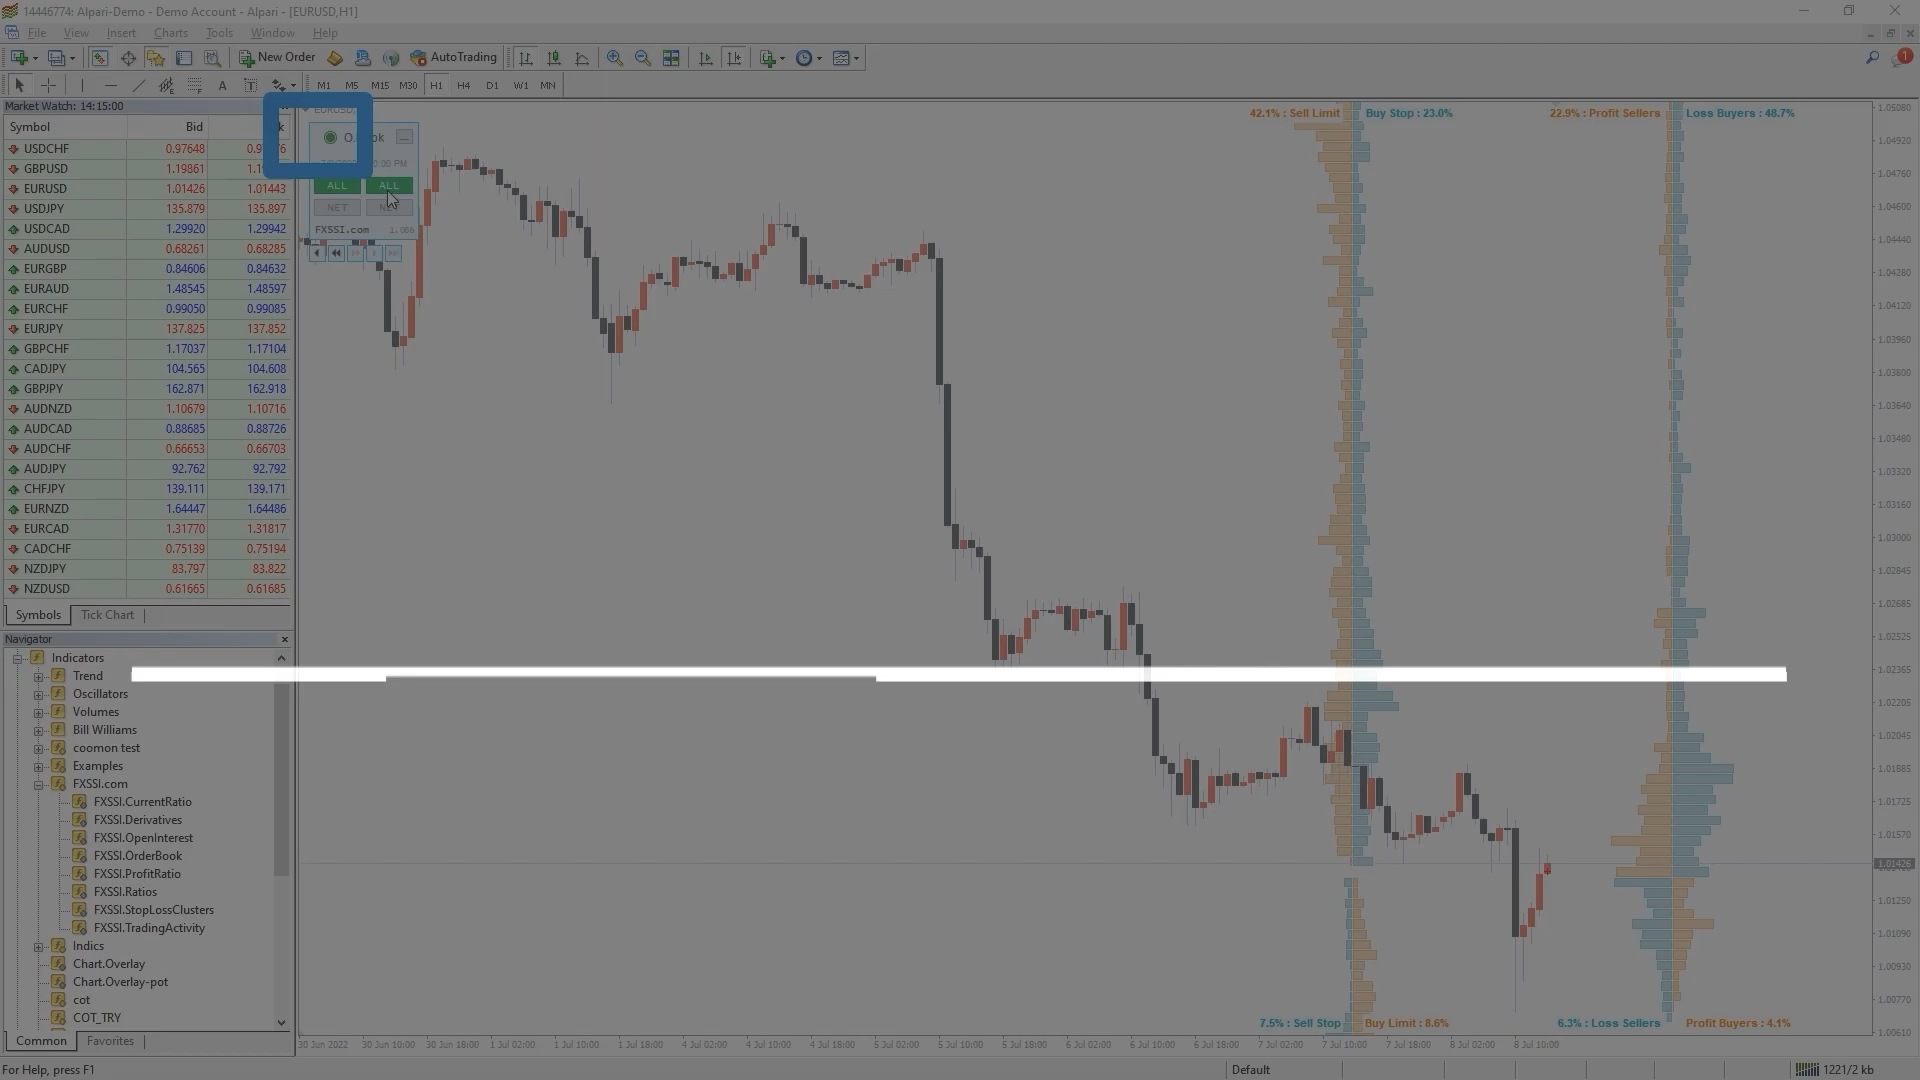 14446774: Alpari-Demo - Demo Account - Alpari - [EURUSD,H1]
File View Insert Charts Tools Window Help
New Order AutoTrading 1
A T M1 M5 M15 M30 H1 H4 D1 W1 MN
Market Watch: 14:15:00
Symbol Bid
USDCHF 0.97648
GBPUSD 1.19861
EURUSD 1.01426 1.01443
USDJPY 135.879 135.897
USDCAD 1.29920 1.29942
AUDUSD 0.68261 0.68285
EURGBP 0.84606 0.84632
EURAUD 1.48545 1.48597
EURCHF 0.99050 0.99085
EURJPY 137.825 137.852
GBPCHF 1.17037 1.17104
CADJPY 104.565 104.608
GBPJPY 162.871 162.918
AUDNZD 1.10679 1.10716
AUDCAD 0.88685 0.88726
AUDCHF 0.66653 0.66703
AUDJPY 92.762 92.792
CHFJPY 139.111 139.171
EURNZD 1.64447 1.64486
EURCAD 1.31770 1.31817
CADCHF 0.75139 0.75194
NZDJPY 83.797 83.822
NZDUSD 0.61665 0.61685
Symbols Tick Chart
Navigator
Indicators
Trend
Oscillators
Volumes
Bill Williams
coomon test
Examples
FXSSI.com
FXSSI.CurrentRatio
FXSSI.Derivatives
FXSSI.OpenInterest
FXSSI.OrderBook
FXSSI.ProfitRatio
FXSSI.Ratios
FXSSI.StopLossClusters
FXSSI.TradingActivity
Indics
Chart.Overlay
Chart.Overlay-pot
cot
COT_TRY
Common Favorites
ALL ALL
NET NET
FXSSI.com 1.086
42.1% : Sell Limit Buy Stop : 23.0%
22.9% : Profit Sellers Loss Buyers : 48.7%
7.5% : Sell Stop Buy Limit : 8.6%
6.3% : Loss Sellers Profit Buyers : 4.1%
1.05080
1.04920
1.04760
1.04600
1.04440
1.04280
1.04120
1.03960
1.03800
1.03640
1.03480
1.03320
1.03160
1.03000
1.02845
1.02685
1.02525
1.02365
1.02205
1.02045
1.01885
1.01725
1.01570
1.01426
1.01250
1.01090
1.00930
1.00770
1.00610
30 Jun 2022 30 Jun 10:00 30 Jun 18:00 1 Jul 02:00 1 Jul 10:00 1 Jul 18:00 4 Jul 02:00 4 Jul 10:00 4 Jul 18:00 5 Jul 02:00 5 Jul 10:00 5 Jul 18:00 6 Jul 02:00 6 Jul 10:00 6 Jul 18:00 7 Jul 02:00 7 Jul 10:00 7 Jul 18:00 8 Jul 02:00 8 Jul 10:00
For Help, press F1 Default 1221/2 kb